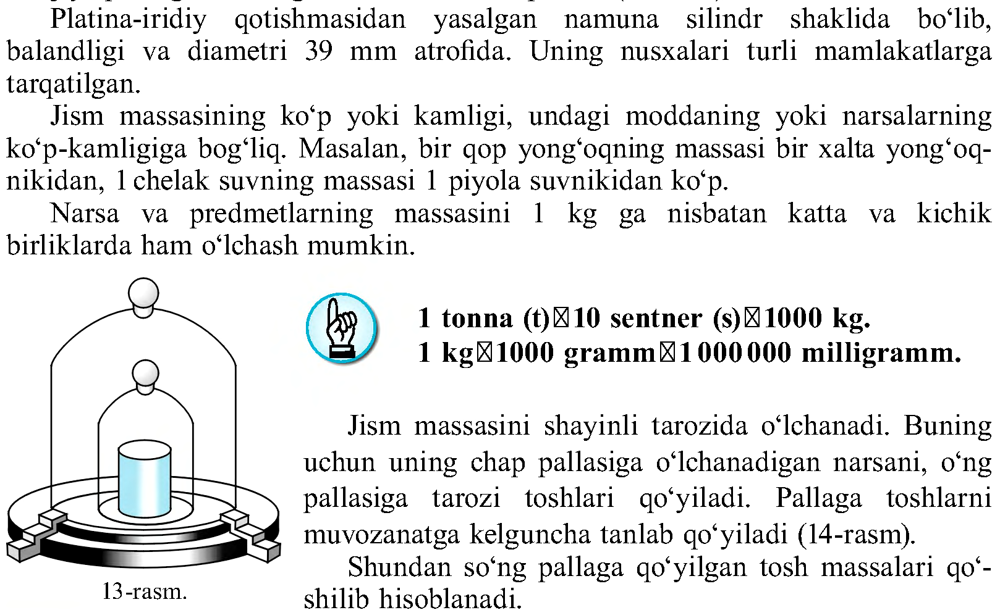 Platina-iridiy qotishmasidan yasalgan namuna silindr shaklida bo‘lib,
balandligi va diametri 39 mm atrofida. Uning nusxalari turli mamlakatlarga
tarqatilgan.
Jism massasining ko‘p yoki kamligi, undagi moddaning yoki narsalarning
ko‘p-kamligiga bog‘liq. Masalan, bir qop yong‘oqning massasi bir xalta yong‘oq-
nikidan, 1 chelak suvning massasi 1 piyola suvnikidan ko‘p.
Narsa va predmetlarning massasini 1 kg ga nisbatan katta va kichik
birliklarda ham o‘lchash mumkin.
1 tonna (t)☒10 sentner (s)☒1000 kg.
1 kg☒1000 gramm☒1 000 000 milligramm.
Jism massasini shayinli tarozida o‘lchanadi. Buning
uchun uning chap pallasiga o‘lchanadigan narsani, o‘ng
pallasiga tarozi toshlari qo‘yiladi. Pallaga toshlarni
muvozanatga kelguncha tanlab qo‘yiladi (14-rasm).
Shundan so‘ng pallaga qo‘yilgan tosh massalari qo‘-
shilib hisoblanadi.
13-rasm.